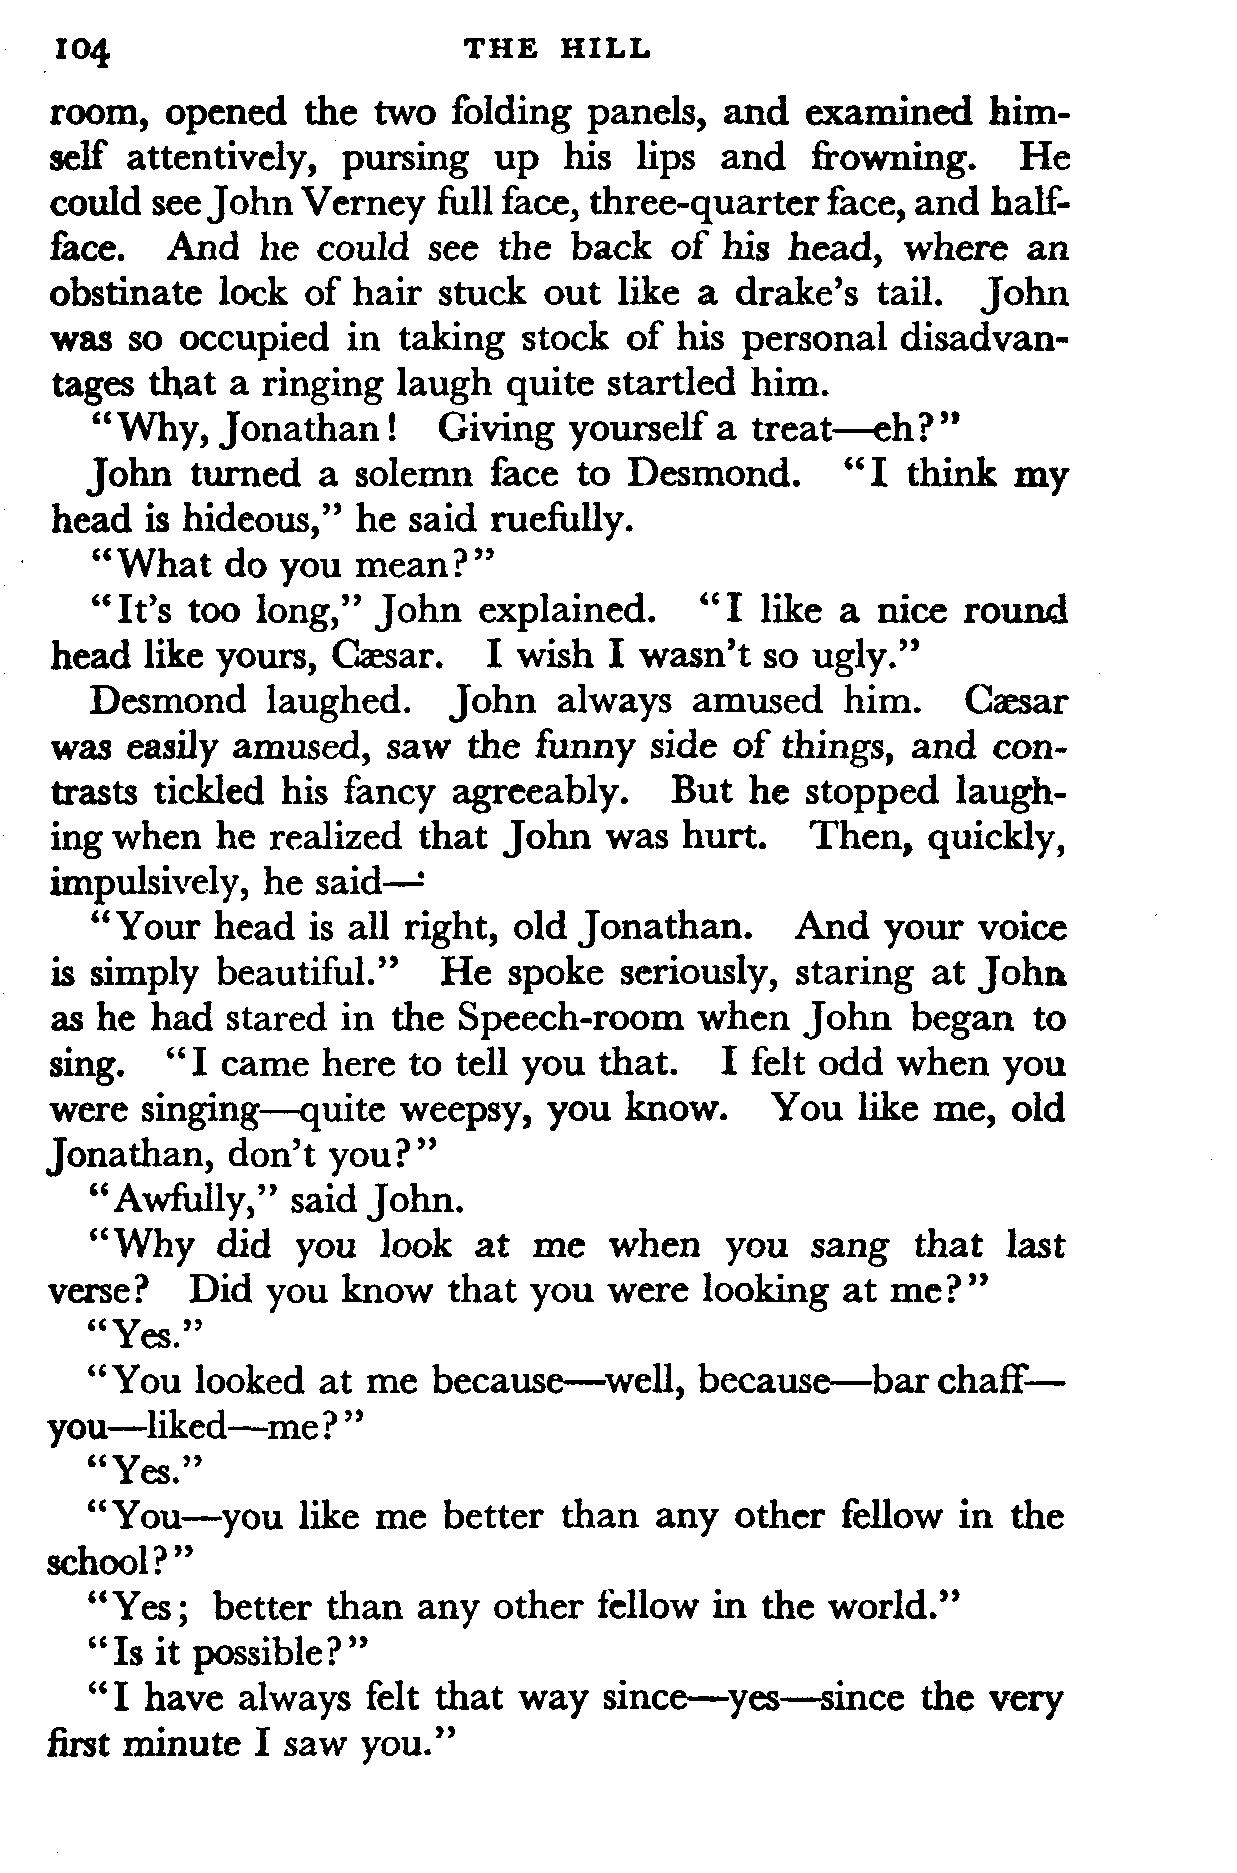 104 THE HILL
room, opened the two folding panels, and examined him-
self attentively, pursing up his lips and frowning. He
could see John Verney full face, three-quarter face, and half-
face. And he could see the back of his head, where an
obstinate lock of hair stuck out like a drake's tail. John
was so occupied in taking stock of his personal disadvan-
tages that a ringing laugh quite startled him.
"Why, Jonathan! Giving yourself a treat—eh?"
John turned a solemn face to Desmond. "I think my
head is hideous," he said ruefully.
"What do you mean?"
"It's too long," John explained. "I like a nice round
head like yours, Cæsar. I wish I wasn't so ugly."
Desmond laughed. John always amused him. Cæsar
was easily amused, saw the funny side of things, and con-
trasts tickled his fancy agreeably. But he stopped laugh-
ing when he realized that John was hurt. Then, quickly,
impulsively, he said—:
"Your head is all right, old Jonathan. And your voice
is simply beautiful." He spoke seriously, staring at John
as he had stared in the Speech-room when John began to
sing. "I came here to tell you that. I felt odd when you
were singing—quite weepsy, you know. You like me, old
Jonathan, don't you?"
"Awfully," said John.
"Why did you look at me when you sang that last
verse? Did you know that you were looking at me?"
"Yes."
"You looked at me because—well, because—bar chaff—
you—liked—me?"
"Yes."
"You—you like me better than any other fellow in the
school?"
"Yes; better than any other fellow in the world."
"Is it possible?"
"I have always felt that way since—yes—since the very
first minute I saw you."